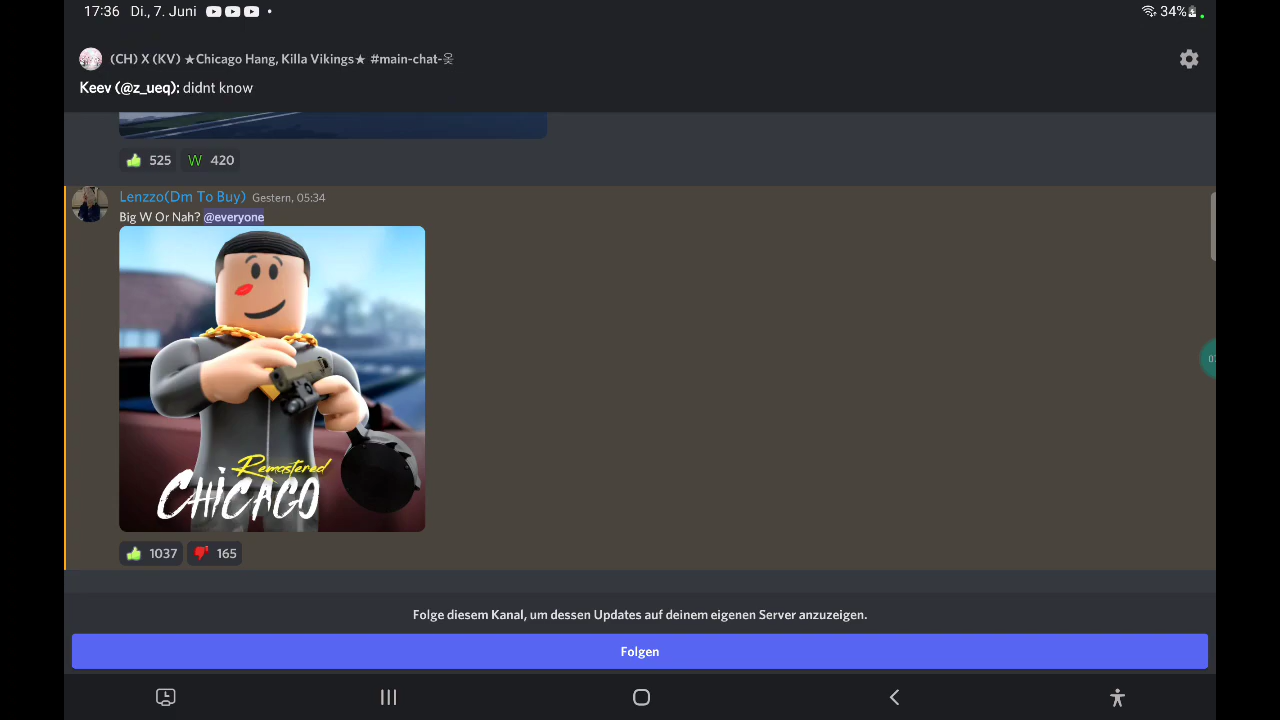 17:36 Di., 7. Juni
34%
(CH) X (KV) ★Chicago Hang, Killa Vikings★ #main-chat-웃
Keev (@z_ueq): didnt know
525 W 420
Lenzzo(Dm To Buy) Gestern, 05:34
Big W Or Nah? @everyone
Remastered
CHiCAGO
1037 165
Folge diesem Kanal, um dessen Updates auf deinem eigenen Server anzuzeigen.
Folgen